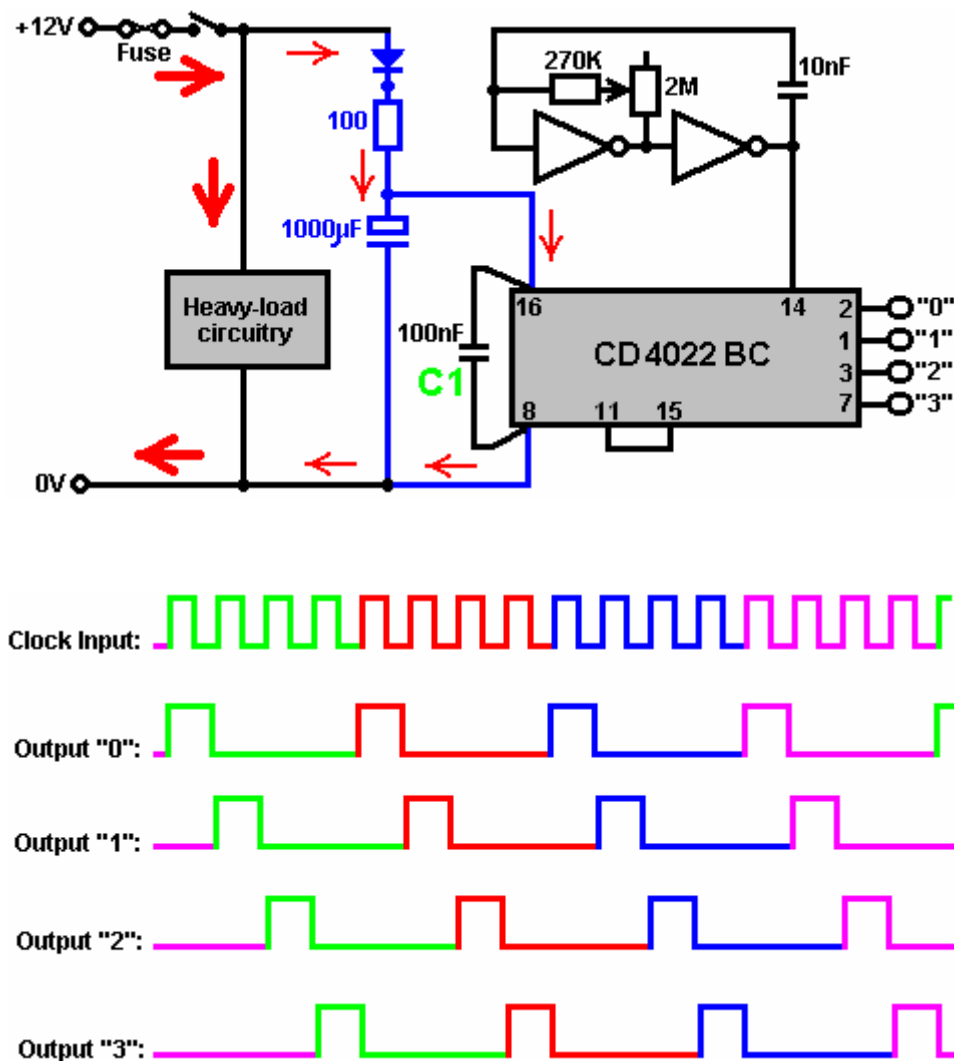 +12V
Fuse
100
1000µF
270K
2M
10nF
Heavy-load
circuitry
100nF
C1
16
14
2
"0"
CD4022 BC
1
"1"
3
"2"
8
11
15
7
"3"
0V
Clock Input:
Output "0":
Output "1":
Output "2":
Output "3":